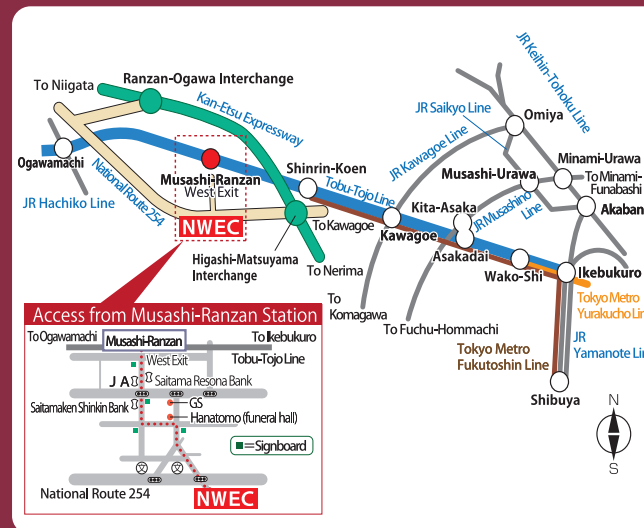 To Niigata
Ranzan-Ogawa Interchange
Kan-Etsu Expressway
Ogawamachi
JR Hachiko Line
National Route 254
Musashi-Ranzan
West Exit
NWEC
Shinrin-Koen
Tobu-Tojo Line
Higashi-Matsuyama
Interchange
To Kawagoe
To Nerima
JR Keihin-Tohoku Line
JR Saikyo Line
Omiya
JR Kawagoe Line
Minami-Urawa
Musashi-Urawa
To Minami-
Funabashi
Kita-Asaka
JR Musashino
Line
Akaban
Kawagoe
Asakadai
Wako-Shi
Ikebukuro
To
Komagawa
To Fuchu-Hommachi
Tokyo Metro
Yurakucho Lin
Tokyo Metro
Fukutoshin Line
JR
Yamanote Lin
Shibuya
N
S
Access from Musashi-Ranzan Station
To Ogawamachi
Musashi-Ranzan
To Ikebukuro
West Exit
Tobu-Tojo Line
JA
Saitama Resona Bank
Saitamaken Shinkin Bank
GS
Hanatomo (funeral hall)
=Signboard
文
文
National Route 254
NWEC